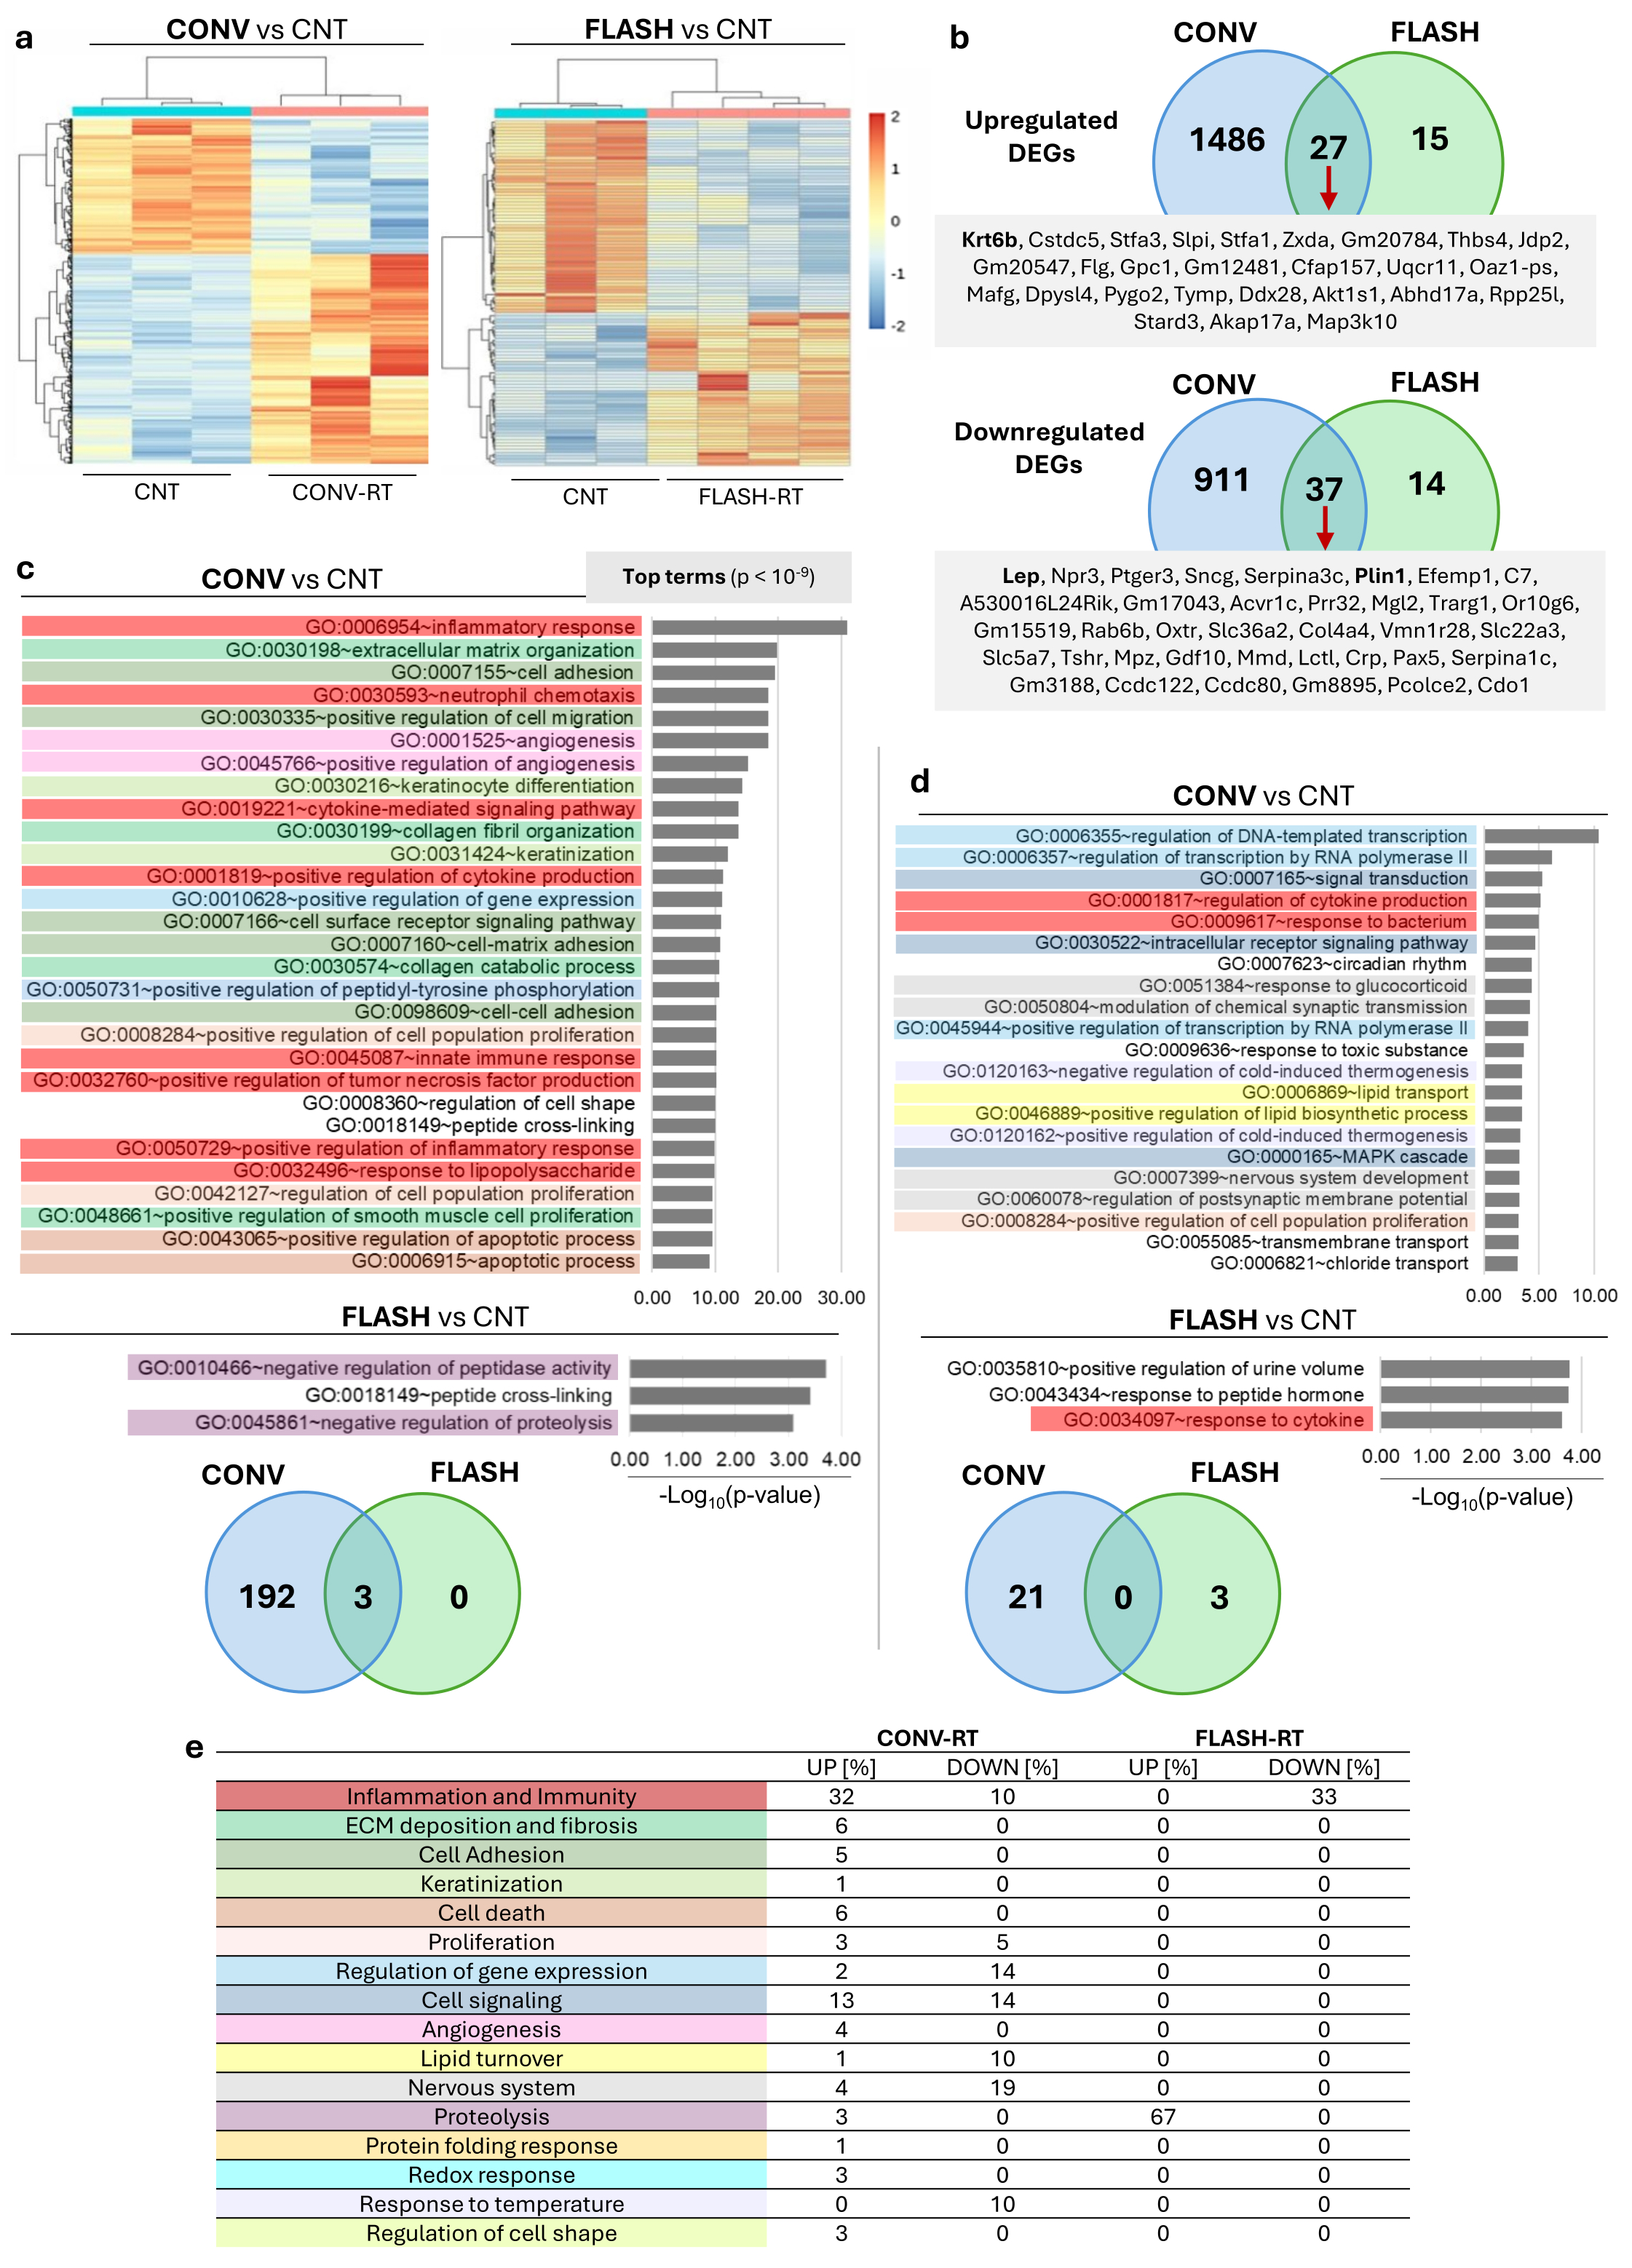 a
CONV vs CNT
FLASH vs CNT
2
1
0
-1
-2
CNT
CONV-RT
CNT
FLASH-RT
b
CONV
FLASH
Upregulated
DEGs
1486
27
15
Krt6b, Cstdc5, Stfa3, Slpi, Stfa1, Zxda, Gm20784, Thbs4, Jdp2,
Gm20547, Flg, Gpc1, Gm12481, Cfap157, Uqcr11, Oaz1-ps,
Mafg, Dpysl4, Pygo2, Tymp, Ddx28, Akt1s1, Abhd17a, Rpp25l,
Stard3, Akap17a, Map3k10
CONV
FLASH
Downregulated
DEGs
911
37
14
Lep, Npr3, Ptger3, Sncg, Serpina3c, Plin1, Efemp1, C7,
A530016L24Rik, Gm17043, Acvr1c, Prr32, Mgl2, Trarg1, Or10g6,
Gm15519, Rab6b, Oxtr, Slc36a2, Col4a4, Vmn1r28, Slc22a3,
Slc5a7, Tshr, Mpz, Gdf10, Mmd, Lctl, Crp, Pax5, Serpina1c,
Gm3188, Ccdc122, Ccdc80, Gm8895, Pcolce2, Cdo1
c
CONV vs CNT
Top terms (p < 10-9)
GO:0006954~inflammatory response
GO:0030198~extracellular matrix organization
GO:0007155~cell adhesion
GO:0030593~neutrophil chemotaxis
GO:0030335~positive regulation of cell migration
GO:0001525~angiogenesis
GO:0045766~positive regulation of angiogenesis
GO:0030216~keratinocyte differentiation
GO:0019221~cytokine-mediated signaling pathway
GO:0030199~collagen fibril organization
GO:0031424~keratinization
GO:0001819~positive regulation of cytokine production
GO:0010628~positive regulation of gene expression
GO:0007166~cell surface receptor signaling pathway
GO:0007160~cell-matrix adhesion
GO:0030574~collagen catabolic process
GO:0050731~positive regulation of peptidyl-tyrosine phosphorylation
GO:0098609~cell-cell adhesion
GO:0008284~positive regulation of cell population proliferation
GO:0045087~innate immune response
GO:0032760~positive regulation of tumor necrosis factor production
GO:0008360~regulation of cell shape
GO:0018149~peptide cross-linking
GO:0050729~positive regulation of inflammatory response
GO:0032496~response to lipopolysaccharide
GO:0042127~regulation of cell population proliferation
GO:0048661~positive regulation of smooth muscle cell proliferation
GO:0043065~positive regulation of apoptotic process
GO:0006915~apoptotic process
0.00 10.00 20.00 30.00
FLASH vs CNT
GO:0010466~negative regulation of peptidase activity
GO:0018149~peptide cross-linking
GO:0045861~negative regulation of proteolysis
0.00 1.00 2.00 3.00 4.00
-Log10(p-value)
CONV
FLASH
192
3
0
d
CONV vs CNT
GO:0006355~regulation of DNA-templated transcription
GO:0006357~regulation of transcription by RNA polymerase II
GO:0007165~signal transduction
GO:0001817~regulation of cytokine production
GO:0009617~response to bacterium
GO:0030522~intracellular receptor signaling pathway
GO:0007623~circadian rhythm
GO:0051384~response to glucocorticoid
GO:0050804~modulation of chemical synaptic transmission
GO:0045944~positive regulation of transcription by RNA polymerase II
GO:0009636~response to toxic substance
GO:0120163~negative regulation of cold-induced thermogenesis
GO:0006869~lipid transport
GO:0046889~positive regulation of lipid biosynthetic process
GO:0120162~positive regulation of cold-induced thermogenesis
GO:0000165~MAPK cascade
GO:0007399~nervous system development
GO:0060078~regulation of postsynaptic membrane potential
GO:0008284~positive regulation of cell population proliferation
GO:0055085~transmembrane transport
GO:0006821~chloride transport
0.00 5.00 10.00
FLASH vs CNT
GO:0035810~positive regulation of urine volume
GO:0043434~response to peptide hormone
GO:0034097~response to cytokine
0.00 1.00 2.00 3.00 4.00
-Log10(p-value)
CONV
FLASH
21
0
3
e
CONV-RT FLASH-RT
UP [%] DOWN [%] UP [%] DOWN [%]
Inflammation and Immunity 32 10 0 33
ECM deposition and fibrosis 6 0 0 0
Cell Adhesion 5 0 0 0
Keratinization 1 0 0 0
Cell death 6 0 0 0
Proliferation 3 5 0 0
Regulation of gene expression 2 14 0 0
Cell signaling 13 14 0 0
Angiogenesis 4 0 0 0
Lipid turnover 1 10 0 0
Nervous system 4 19 0 0
Proteolysis 3 0 67 0
Protein folding response 1 0 0 0
Redox response 3 0 0 0
Response to temperature 0 10 0 0
Regulation of cell shape 3 0 0 0